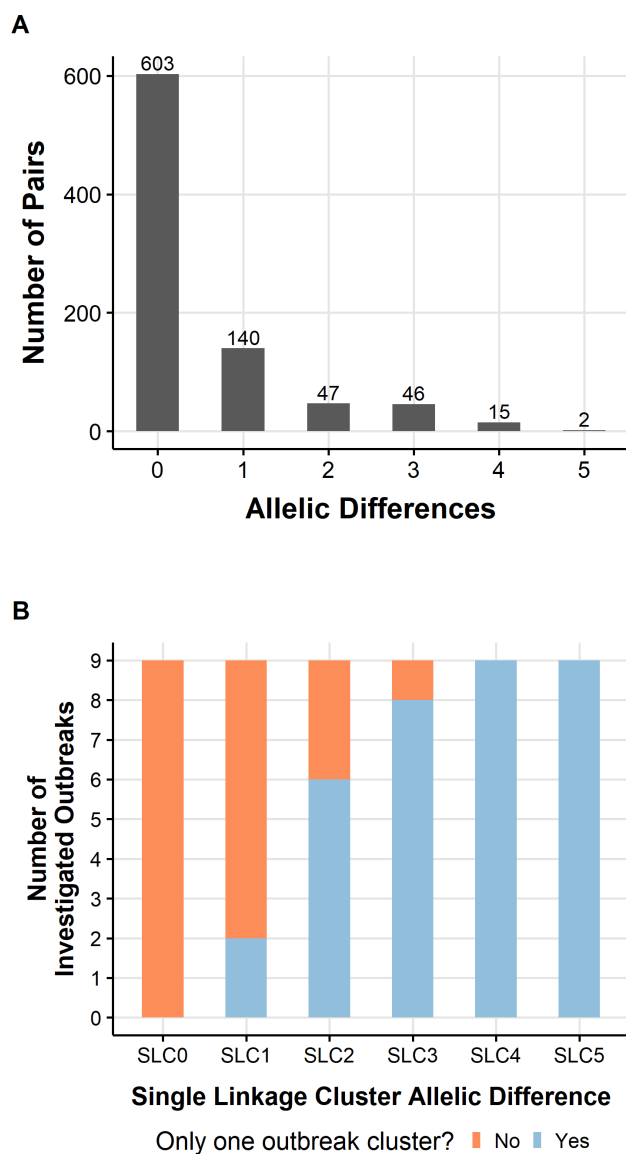 A
603
600
140
47
46
15
2
400
200
0
Number of Pairs
0 1 2 3 4 5
Allelic Differences
B
9
8
7
6
5
4
3
2
1
0
Number of
Investigated Outbreaks
SLC0 SLC1 SLC2 SLC3 SLC4 SLC5
Single Linkage Cluster Allelic Difference
Only one outbreak cluster? No Yes